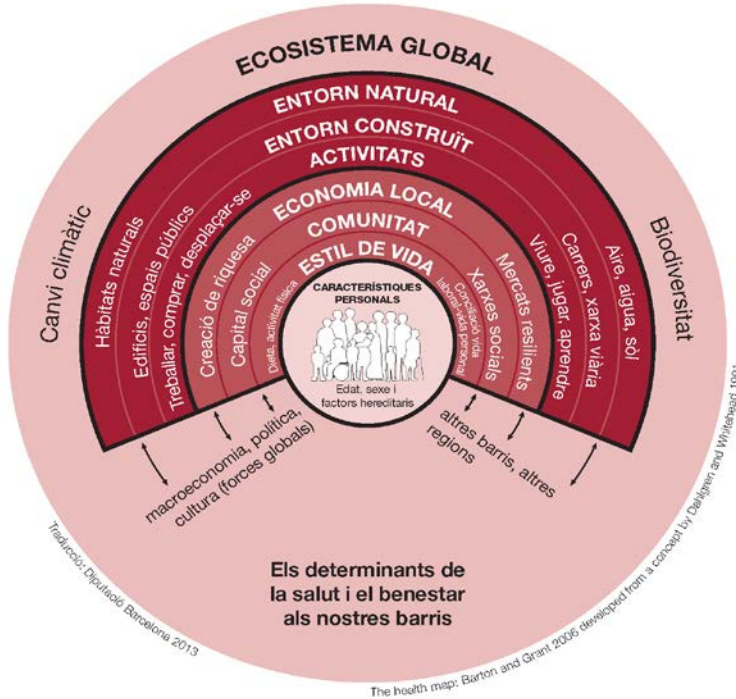 ECOSISTEMA GLOBAL
ENTORN NATURAL
ENTORN CONSTRUÏT
ACTIVITATS
ECONOMIA LOCAL
COMUNITAT
ESTIL DE VIDA
CARACTERÍSTIQUES
PERSONALS
Edat, sexe i
factors hereditaris
Canvi climàtic
Hàbitats naturals
Edificis, espais públics
Treballar, comprar, desplaçar-se
Creació de riquesa
Capital social
Dieta, activitat física
Conciliació vida
laboral-vida personal
Xarxes socials
Mercats resilients
Viure, jugar, aprendre
Carrers, xarxa viària
Aire, aigua, sòl
Biodiversitat
macroeconomia, política,
cultura (forces globals)
altres barris, altres
regions
Els determinants de
la salut i el benestar
als nostres barris
Traducció: Diputació Barcelona 2013
The health map: Barton and Grant 2006 developed from a concept by Dahlgren and Whitehead 1991